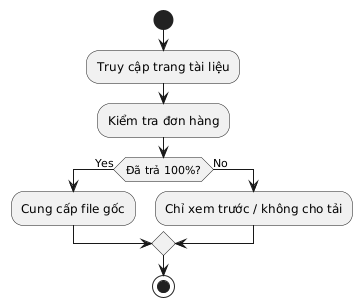 Truy cập trang tài liệu
Kiểm tra đơn hàng
Yes
Đã trả 100%?
No
Cung cấp file gốc
Chỉ xem trước / không cho tải